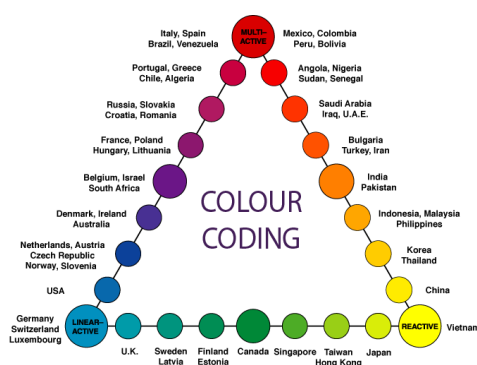 Italy, Spain
Brazil, Venezuela
MULTI-
ACTIVE
Mexico, Colombia
Peru, Bolivia
Portugal, Greece
Chile, Algeria
Angola, Nigeria
Sudan, Senegal
Russia, Slovakia
Croatia, Romania
Saudi Arabia
Iraq, U.A.E.
France, Poland
Hungary, Lithuania
Bulgaria
Turkey, Iran
Belgium, Israel
South Africa
India
Pakistan
COLOUR
CODING
Denmark, Ireland
Australia
Indonesia, Malaysia
Philippines
Netherlands, Austria
Czech Republic
Norway, Slovenia
Korea
Thailand
USA
China
Germany
Switzerland
Luxembourg
LINEAR-
ACTIVE
REACTIVE
Vietnam
U.K.
Sweden
Latvia
Finland
Estonia
Canada
Singapore
Taiwan
Hong Kong
Japan